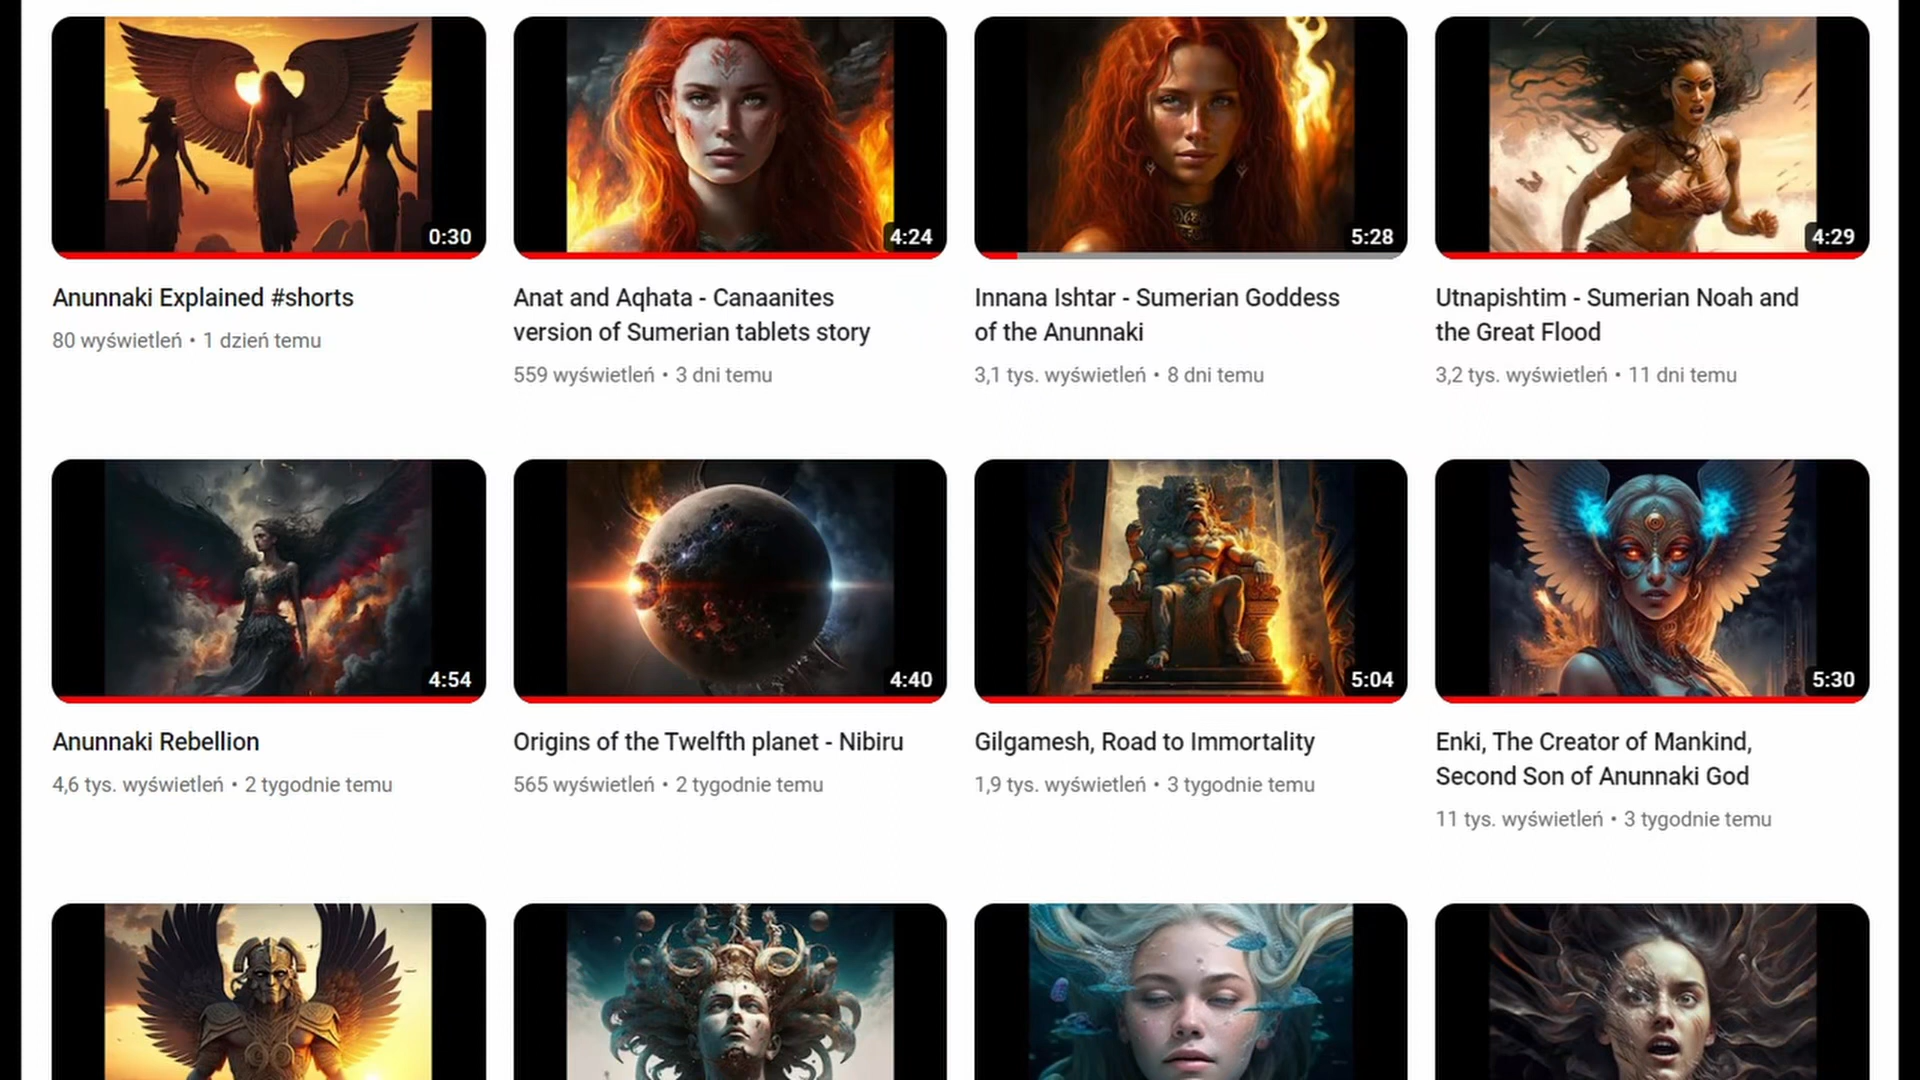 0:30
4:24
5:28
4:29
Anunnaki Explained #shorts
80 wyświetleń • 1 dzień temu
Anat and Aqhata - Canaanites
version of Sumerian tablets story
559 wyświetleń • 3 dni temu
Innana Ishtar - Sumerian Goddess
of the Anunnaki
3,1 tys. wyświetleń • 8 dni temu
Utnapishtim - Sumerian Noah and
the Great Flood
3,2 tys. wyświetleń • 11 dni temu
4:54
4:40
5:04
5:30
Anunnaki Rebellion
4,6 tys. wyświetleń • 2 tygodnie temu
Origins of the Twelfth planet - Nibiru
565 wyświetleń • 2 tygodnie temu
Gilgamesh, Road to Immortality
1,9 tys. wyświetleń • 3 tygodnie temu
Enki, The Creator of Mankind,
Second Son of Anunnaki God
11 tys. wyświetleń • 3 tygodnie temu